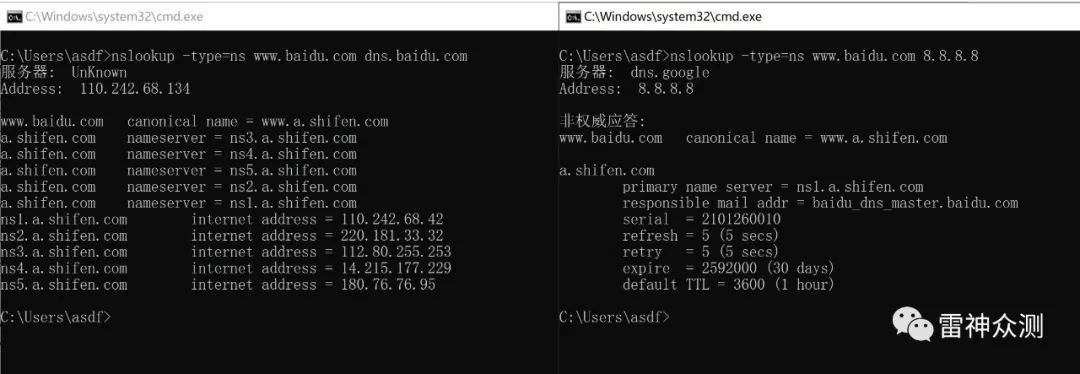 C:\Windows\system32\cmd.exe
C:\Users\asdf>nslookup -type=ns www.baidu.com dns.baidu.com
服务器:  UnKnown
Address:  110.242.68.134
www.baidu.com   canonical name = www.a.shifen.com
a.shifen.com    nameserver = ns3.a.shifen.com
a.shifen.com    nameserver = ns4.a.shifen.com
a.shifen.com    nameserver = ns5.a.shifen.com
a.shifen.com    nameserver = ns2.a.shifen.com
a.shifen.com    nameserver = ns1.a.shifen.com
ns1.a.shifen.com        internet address = 110.242.68.42
ns2.a.shifen.com        internet address = 220.181.33.32
ns3.a.shifen.com        internet address = 112.80.255.253
ns4.a.shifen.com        internet address = 14.215.177.229
ns5.a.shifen.com        internet address = 180.76.76.95
C:\Users\asdf>
C:\Windows\system32\cmd.exe
C:\Users\asdf>nslookup -type=ns www.baidu.com 8.8.8.8
服务器:  dns.google
Address:  8.8.8.8
非权威应答:
www.baidu.com   canonical name = www.a.shifen.com
a.shifen.com
primary name server = ns1.a.shifen.com
responsible mail addr = baidu_dns_master.baidu.com
serial  = 2101260010
refresh = 5 (5 secs)
retry   = 5 (5 secs)
expire  = 2592000 (30 days)
default TTL = 3600 (1 hour)
C:\Users\asdf>
雷神众测